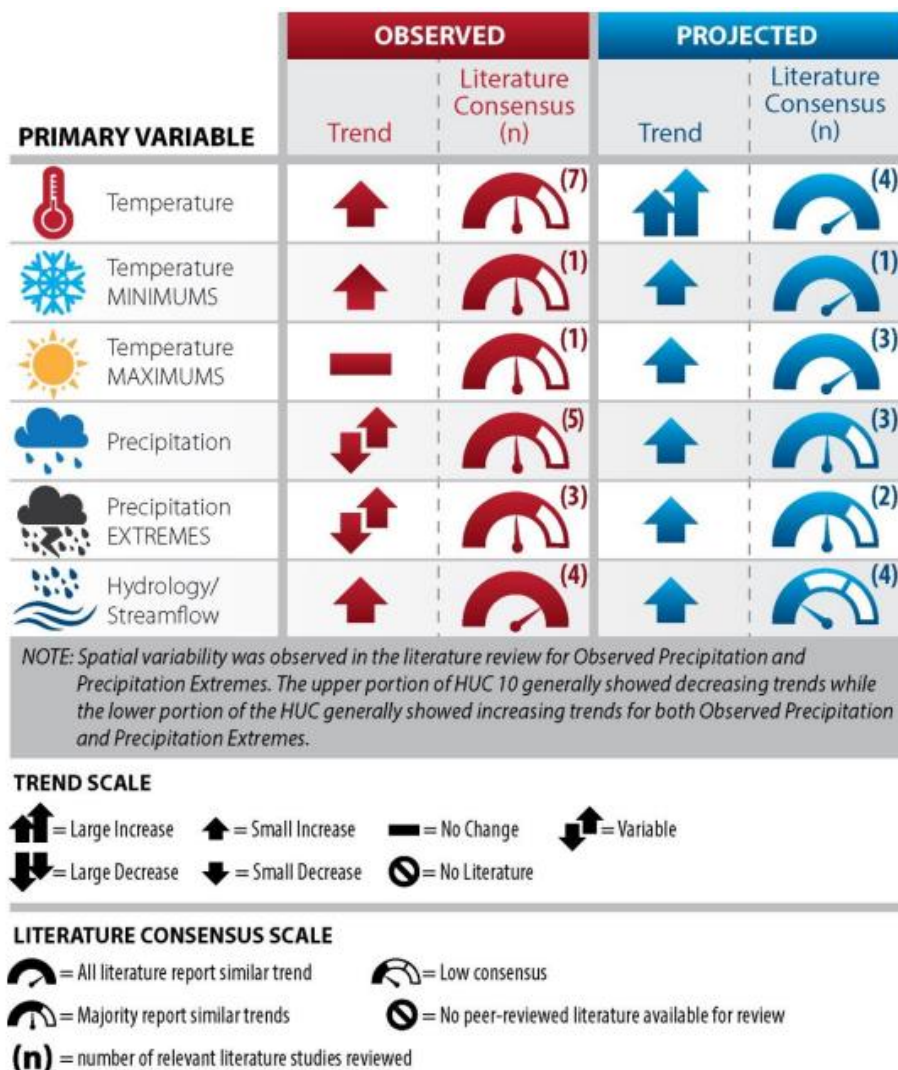 OBSERVED
PROJECTED
PRIMARY VARIABLE
Trend
Literature
Consensus
(n)
Trend
Literature
Consensus
(n)
Temperature
(7)
(4)
Temperature
MINIMUMS
(1)
(1)
Temperature
MAXIMUMS
(1)
(3)
Precipitation
(5)
(3)
Precipitation
EXTREMES
(3)
(2)
Hydrology/
Streamflow
(4)
(4)
NOTE: Spatial variability was observed in the literature review for Observed Precipitation and
Precipitation Extremes. The upper portion of HUC 10 generally showed decreasing trends while
the lower portion of the HUC generally showed increasing trends for both Observed Precipitation
and Precipitation Extremes.
TREND SCALE
= Large Increase
= Small Increase
= No Change
= Variable
= Large Decrease
= Small Decrease
= No Literature
LITERATURE CONSENSUS SCALE
= All literature report similar trend
= Low consensus
= Majority report similar trends
= No peer-reviewed literature available for review
(n) = number of relevant literature studies reviewed